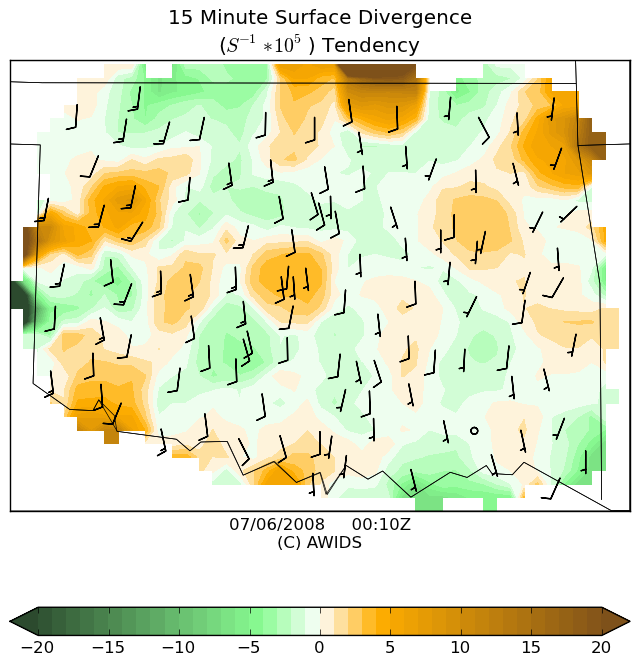 15 Minute Surface Divergence
(S⁻¹ *10⁵ ) Tendency
07/06/2008 00:10Z
(C) AWIDS
−20 −15 −10 −5 0 5 10 15 20